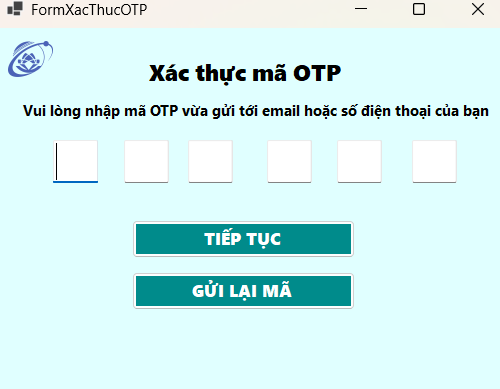 FormXacThucOTP
Xác thực mã OTP
Vui lòng nhập mã OTP vừa gửi tới email hoặc số điện thoại của bạn
TIẾP TỤC
GỬI LẠI MÃ